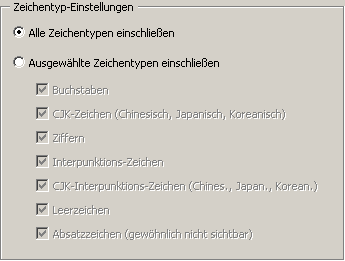 Zeichentyp-Einstellungen
Alle Zeichentypen einschließen
Ausgewählte Zeichentypen einschließen
Buchstaben
CJK-Zeichen (Chinesisch, Japanisch, Koreanisch)
Ziffern
Interpunktions-Zeichen
CJK-Interpunktions-Zeichen (Chines., Japan., Korean.)
Leerzeichen
Absatzzeichen (gewöhnlich nicht sichtbar)